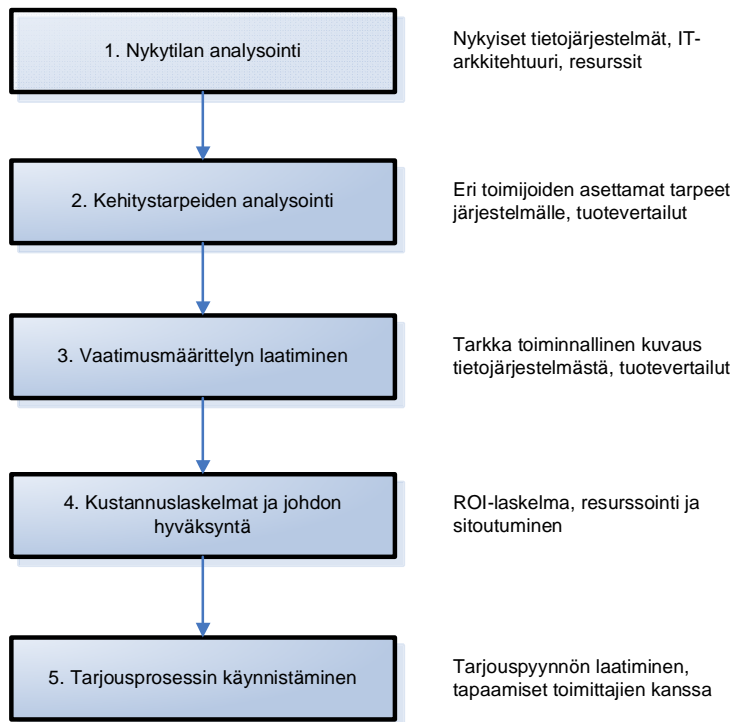 1. Nykytilan analysointi
Nykyiset tietojärjestelmät, IT-
arkkitehtuuri, resurssit
2. Kehitystarpeiden analysointi
Eri toimijoiden asettamat tarpeet
järjestelmälle, tuotevertailut
3. Vaatimusmäärittelyn laatiminen
Tarkka toiminnallinen kuvaus
tietojärjestelmästä, tuotevertailut
4. Kustannuslaskelmat ja johdon
hyväksyntä
ROI-laskelma, resurssointi ja
sitoutuminen
5. Tarjousprosessin käynnistäminen
Tarjouspyynnön laatiminen,
tapaamiset toimittajien kanssa